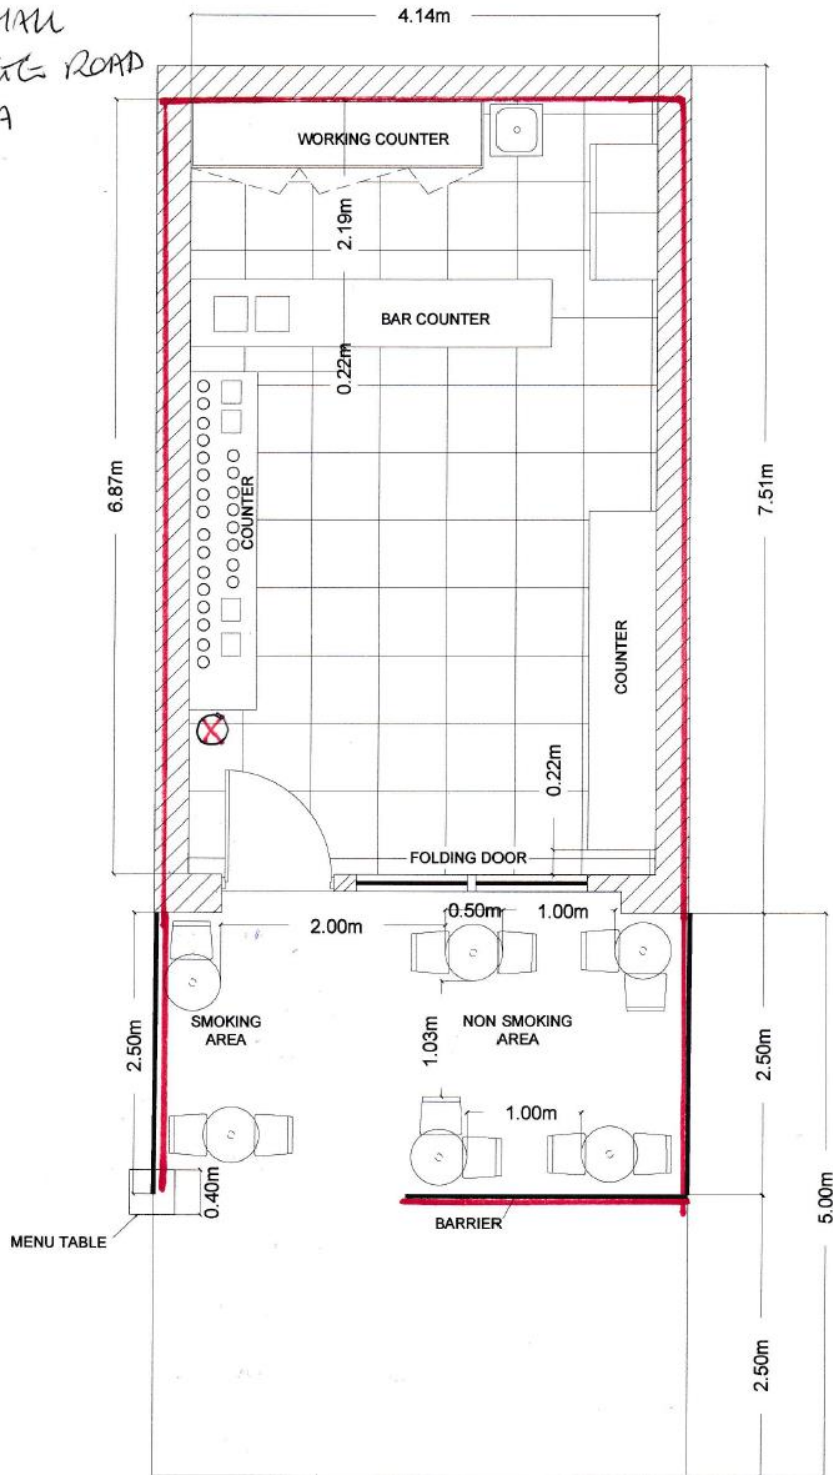 4.14m
ROAD
WORKING COUNTER
2.19m
BAR COUNTER
0.22m
6.87m
7.51m
COUNTER
COUNTER
0.22m
FOLDING DOOR
0.50m
1.00m
2.00m
SMOKING
AREA
NON SMOKING
AREA
2.50m
1.03m
2.50m
1.00m
0.40m
5.00m
MENU TABLE
BARRIER
2.50m